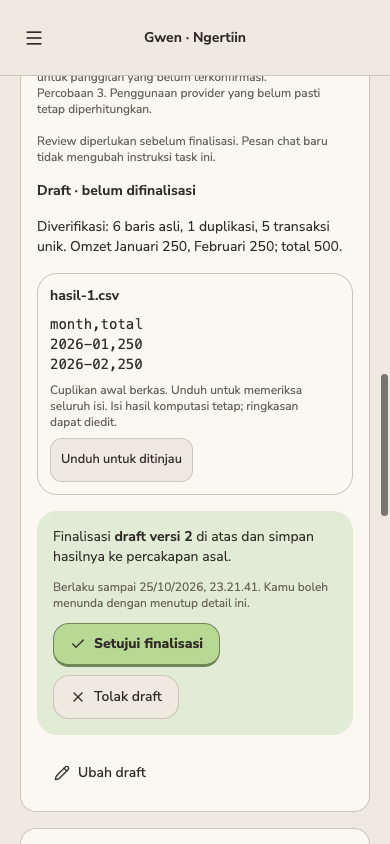 Gwen · Ngertiin
untuk panggilan yang belum terkonfirmasi.
Percobaan 3. Penggunaan provider yang belum pasti
tetap diperhitungkan.
Review diperlukan sebelum finalisasi. Pesan chat baru
tidak mengubah instruksi task ini.
Draft · belum difinalisasi
Diverifikasi: 6 baris asli, 1 duplikasi, 5 transaksi
unik. Omzet Januari 250, Februari 250; total 500.
hasil-1.csv
month,total
2026-01,250
2026-02,250
Cuplikan awal berkas. Unduh untuk memeriksa
seluruh isi. Isi hasil komputasi tetap; ringkasan
dapat diedit.
Unduh untuk ditinjau
Finalisasi draft versi 2 di atas dan simpan
hasilnya ke percakapan asal.
Berlaku sampai 25/10/2026, 23.21.41. Kamu boleh
menunda dengan menutup detail ini.
Setujui finalisasi
Tolak draft
Ubah draft